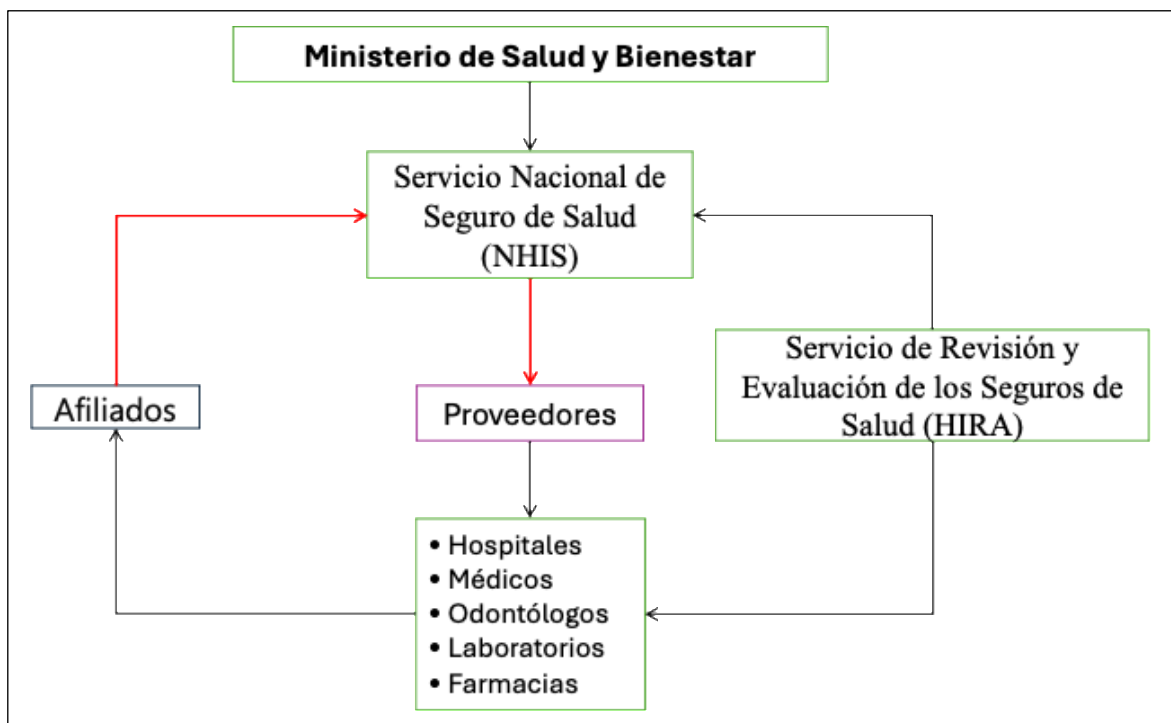 Ministerio de Salud y Bienestar
Servicio Nacional de
Seguro de Salud
(NHIS)
Servicio de Revisión y
Evaluación de los Seguros de
Salud (HIRA)
Afiliados
Proveedores
• Hospitales
• Médicos
• Odontólogos
• Laboratorios
• Farmacias